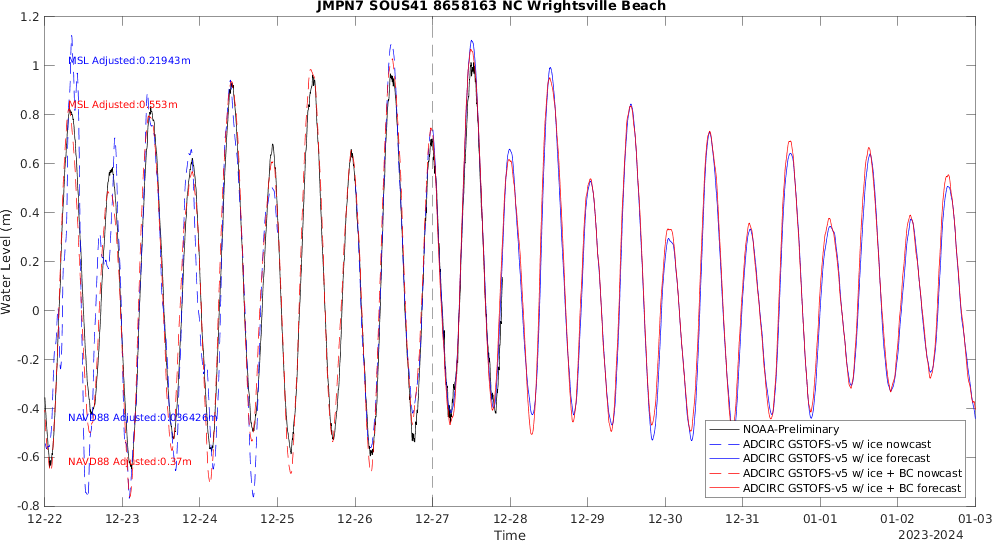 JMPN7 SOUS41 8658163 NC Wrightsville Beach
1.2
1
0.8
0.6
0.4
0.2
0
-0.2
-0.4
-0.6
-0.8
Water Level (m)
MSL Adjusted:0.21943m
MSL Adjusted:0.553m
NAVD88 Adjusted:0.036426m
NAVD88 Adjusted:0.37m
NOAA-Preliminary
ADCIRC GSTOFS-v5 w/ ice nowcast
ADCIRC GSTOFS-v5 w/ ice forecast
ADCIRC GSTOFS-v5 w/ ice + BC nowcast
ADCIRC GSTOFS-v5 w/ ice + BC forecast
12-22 12-23 12-24 12-25 12-26 12-27 12-28 12-29 12-30 12-31 01-01 01-02 01-03
Time
2023-2024